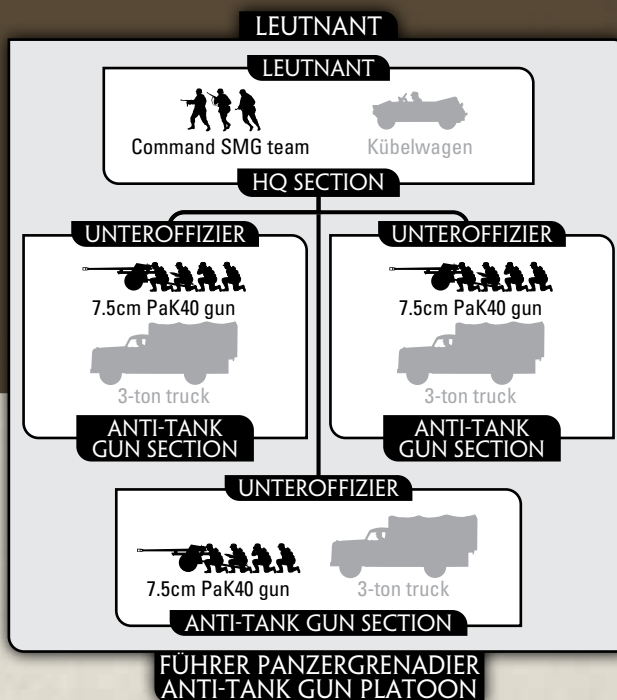 LEUTNANT
LEUTNANT
Command SMG team
Kübelwagen
HQ SECTION
UNTEROFFIZIER
7.5cm PaK40 gun
3-ton truck
ANTI-TANK
GUN SECTION
UNTEROFFIZIER
7.5cm PaK40 gun
3-ton truck
ANTI-TANK
GUN SECTION
UNTEROFFIZIER
7.5cm PaK40 gun
3-ton truck
ANTI-TANK GUN SECTION
FÜHRER PANZERGRENADIER
ANTI-TANK GUN PLATOON